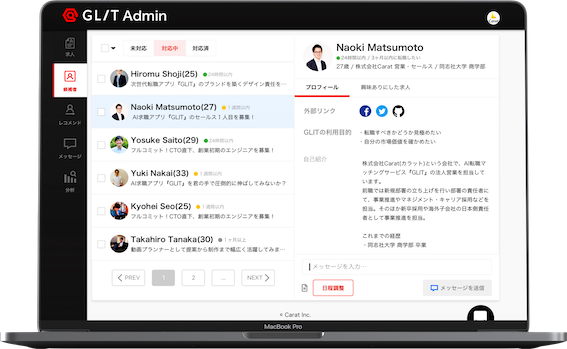 GLIT Admin
Carat
求人
候補者
レコメンド
メッセージ
分析
未対応
対応中
対応済
Hiromu Shoji(25)
24時間以内
次世代転職アプリ『GLIT』のブランドを築くデザイン責任を…
Naoki Matsumoto(27)
1週間以内
AI求職アプリ『GLIT』のセールス1人目を募集！
Yosuke Saito(29)
24時間以内
フルコミット！CTO直下、創業初期のエンジニアを募集！
Yuki Nakai(33)
1週間以内
AI求職アプリ『GLIT』を君の手で圧倒的に伸ばしてみないか？
Kyohei Seo(25)
1週間以内
フルコミット！CTO直下、創業初期のエンジニアを募集！
Takahiro Tanaka(30)
1ヶ月以上
動画プランナーとして提案から制作まで幅広く活躍してみま…
PREV
1
2
...
NEXT
Naoki Matsumoto
24時間以内 / 3ヶ月以内に転職したい
27歳 / 株式会社Carat 営業・セールス / 同志社大学 商学部
プロフィール
興味ありにした求人
外部リンク
GLITの利用目的
・転職すべきかどうか見極めたい
・自分の市場価値を確かめたい
自己紹介
株式会社Carat(カラット)という会社で、AI転職マッチングサービス『GLIT』の法人営業を担当しています。
前職では新規部署の立ち上げを行い部署の責任者にて、事業推進やマネジメント・キャリア採用などを担当。そのほか新卒採用や海外子会社の日本側責任者として事業推進を担当。
これまでの経歴
・同志社大学 商学部 卒業
メッセージを入力…
日程調整
メッセージを送信
© Carat Inc.
MacBook Pro